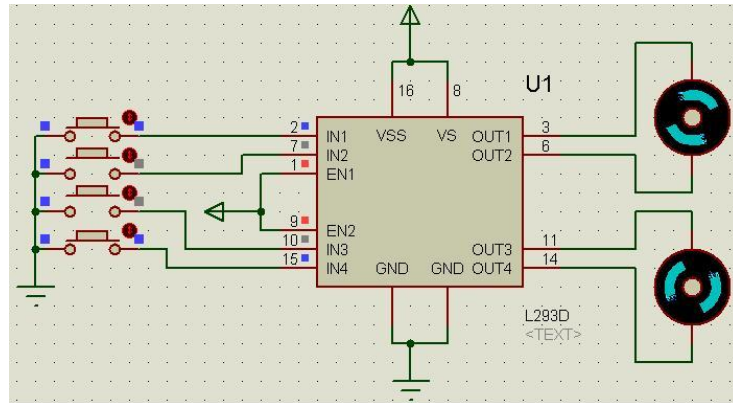 U1
16 8
2 IN1 VSS VS OUT1 3
7 IN2 OUT2 6
1 EN1
9 EN2
10 IN3 OUT3 11
15 IN4 GND GND OUT4 14
L293D
<TEXT>